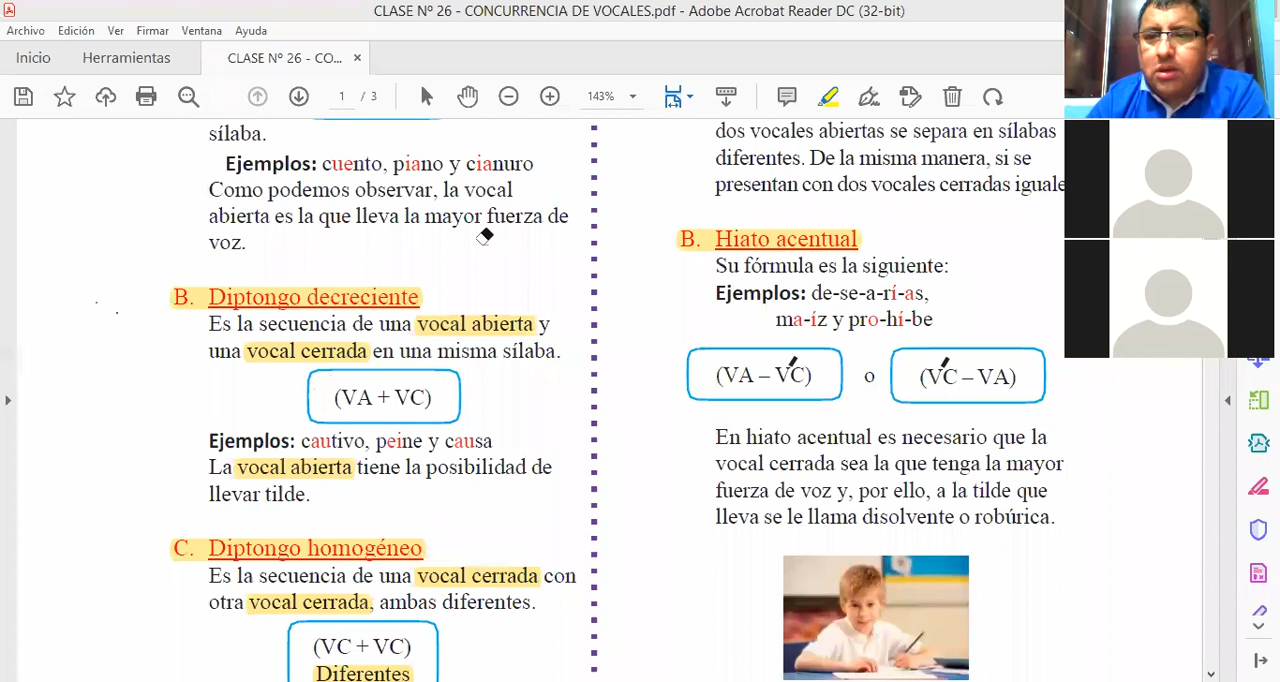 CLASE Nº 26 - CONCURRENCIA DE VOCALES.pdf - Adobe Acrobat Reader DC (32-bit)
Archivo Edición Ver Firmar Ventana Ayuda
Inicio Herramientas CLASE Nº 26 - CO... ×
1 / 3 143%
sílaba.
Ejemplos: cuento, piano y cianuro
Como podemos observar, la vocal
abierta es la que lleva la mayor fuerza de
voz.
B. Diptongo decreciente
Es la secuencia de una vocal abierta y
una vocal cerrada en una misma sílaba.
(VA + VC)
Ejemplos: cautivo, peine y causa
La vocal abierta tiene la posibilidad de
llevar tilde.
C. Diptongo homogéneo
Es la secuencia de una vocal cerrada con
otra vocal cerrada, ambas diferentes.
(VC + VC)
Diferentes
dos vocales abiertas se separa en sílabas
diferentes. De la misma manera, si se
presentan con dos vocales cerradas iguale
B. Hiato acentual
Su fórmula es la siguiente:
Ejemplos: de-se-a-rí-as,
ma-íz y pro-hí-be
(VA – VĆ) o (VĆ – VA)
En hiato acentual es necesario que la
vocal cerrada sea la que tenga la mayor
fuerza de voz y, por ello, a la tilde que
lleva se le llama disolvente o robúrica.